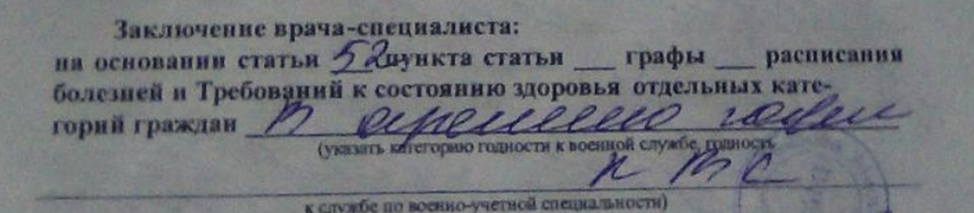 Заключение врача-специалиста:
на основании статьи 52 пункта статьи ___ графы ___ расписания
болезней и Требований к состоянию здоровья отдельных кате-
горий граждан В временно годен
(указать категорию годности к военной службе, годность
к ВС
к службе по военно-учетной специальности)